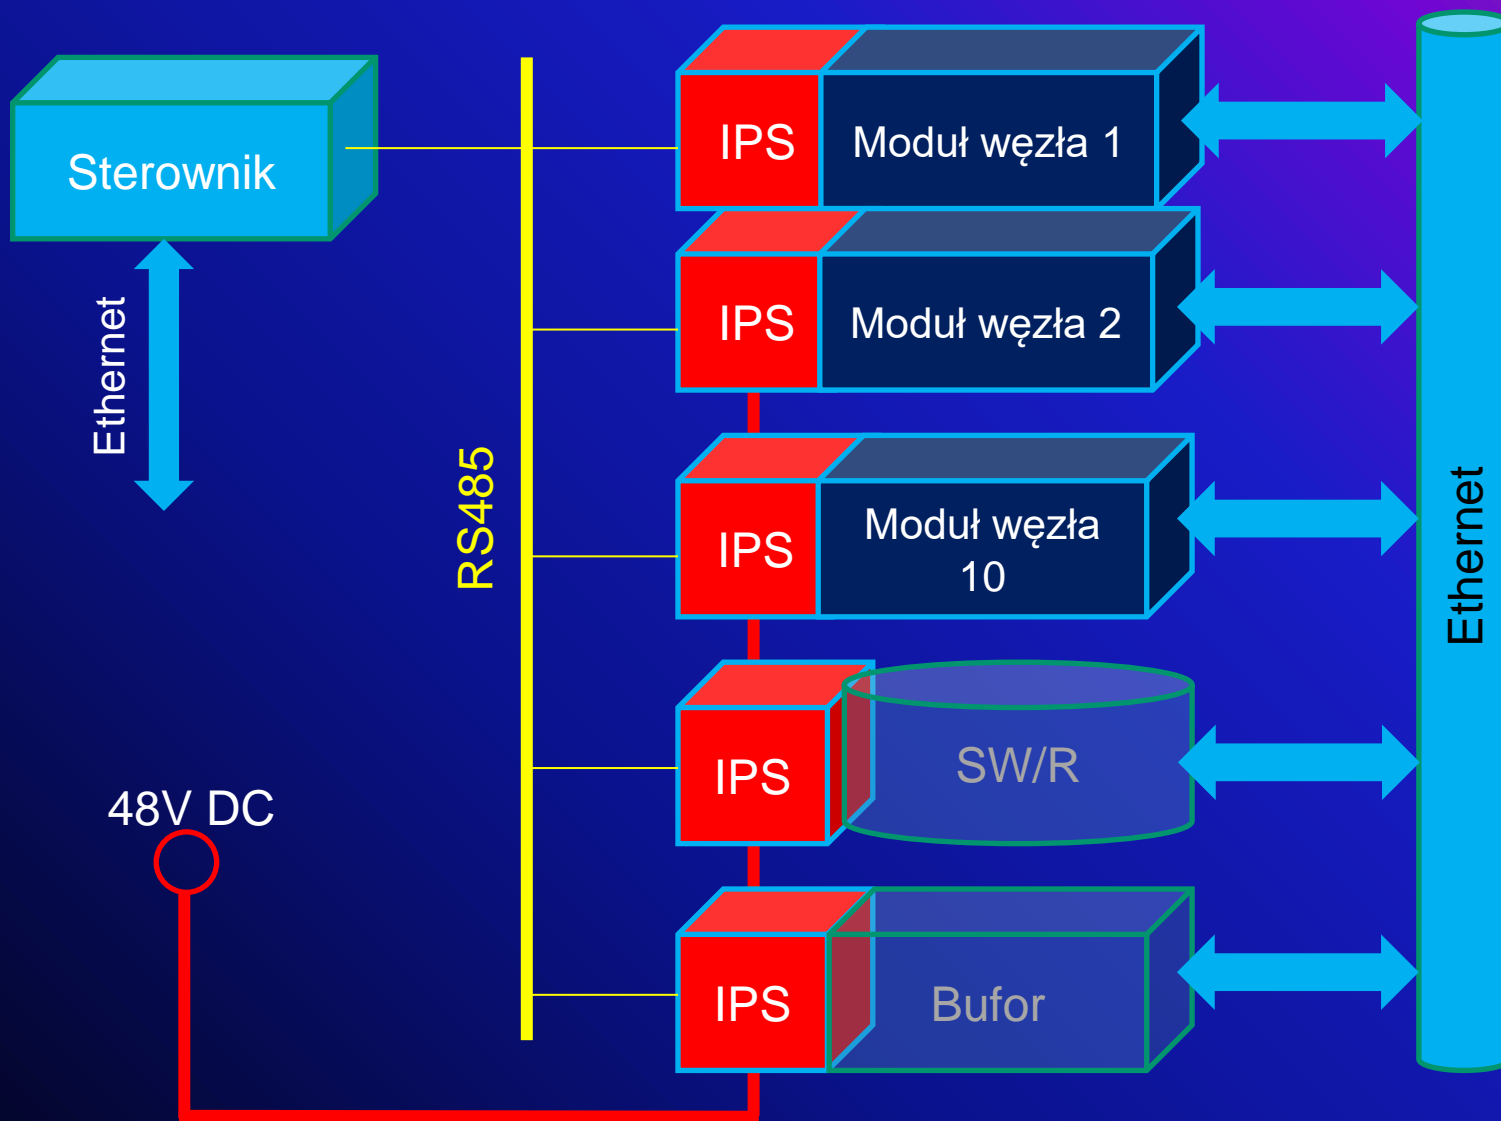 Sterownik
Ethernet
RS485
48V DC
IPS
Moduł węzła 1
IPS
Moduł węzła 2
IPS
Moduł węzła
10
IPS
SW/R
IPS
Bufor
Ethernet